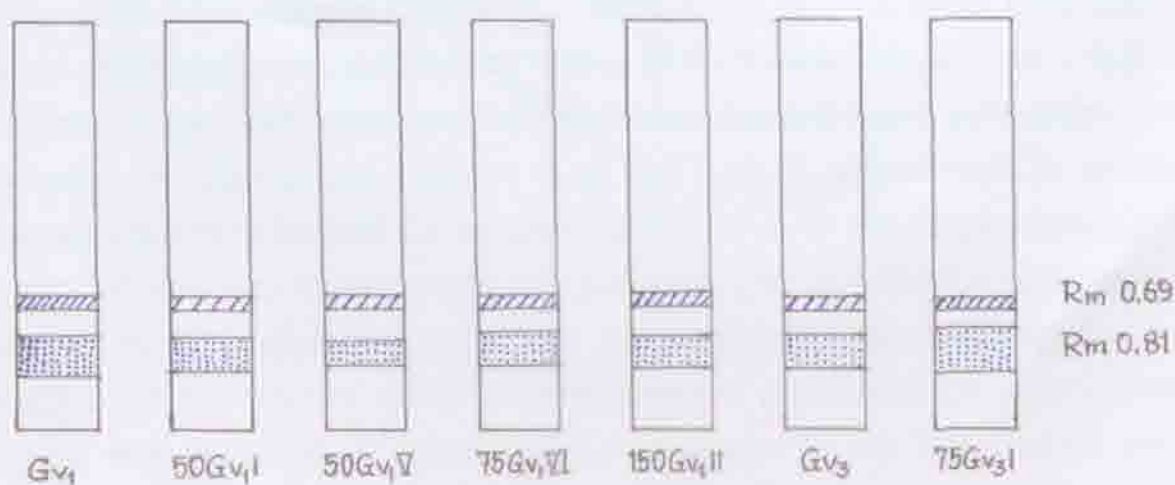 Rm 0.69
Rm 0.81
Gv₁ 50Gv₁I 50Gv₁V 75Gv₁VI 150Gv₁II Gv₃ 75Gv₃I